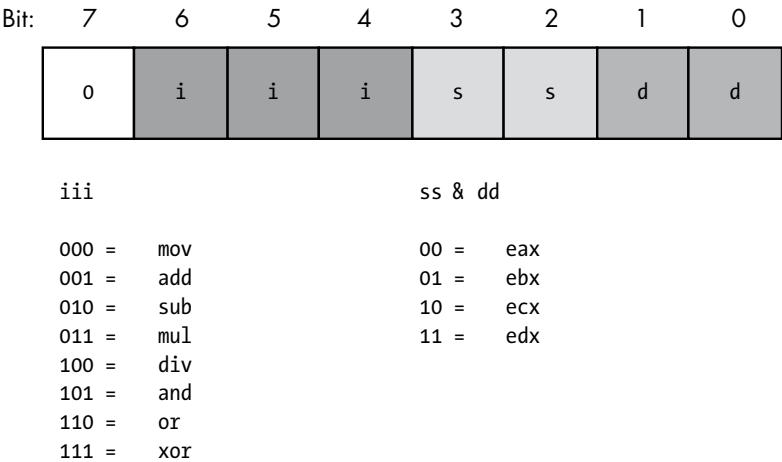 Bit: 7 6 5 4 3 2 1 0
0 i i i s s d d
iii ss & dd
000 = mov 00 = eax
001 = add 01 = ebx
010 = sub 10 = ecx
011 = mul 11 = edx
100 = div
101 = and
110 = or
111 = xor